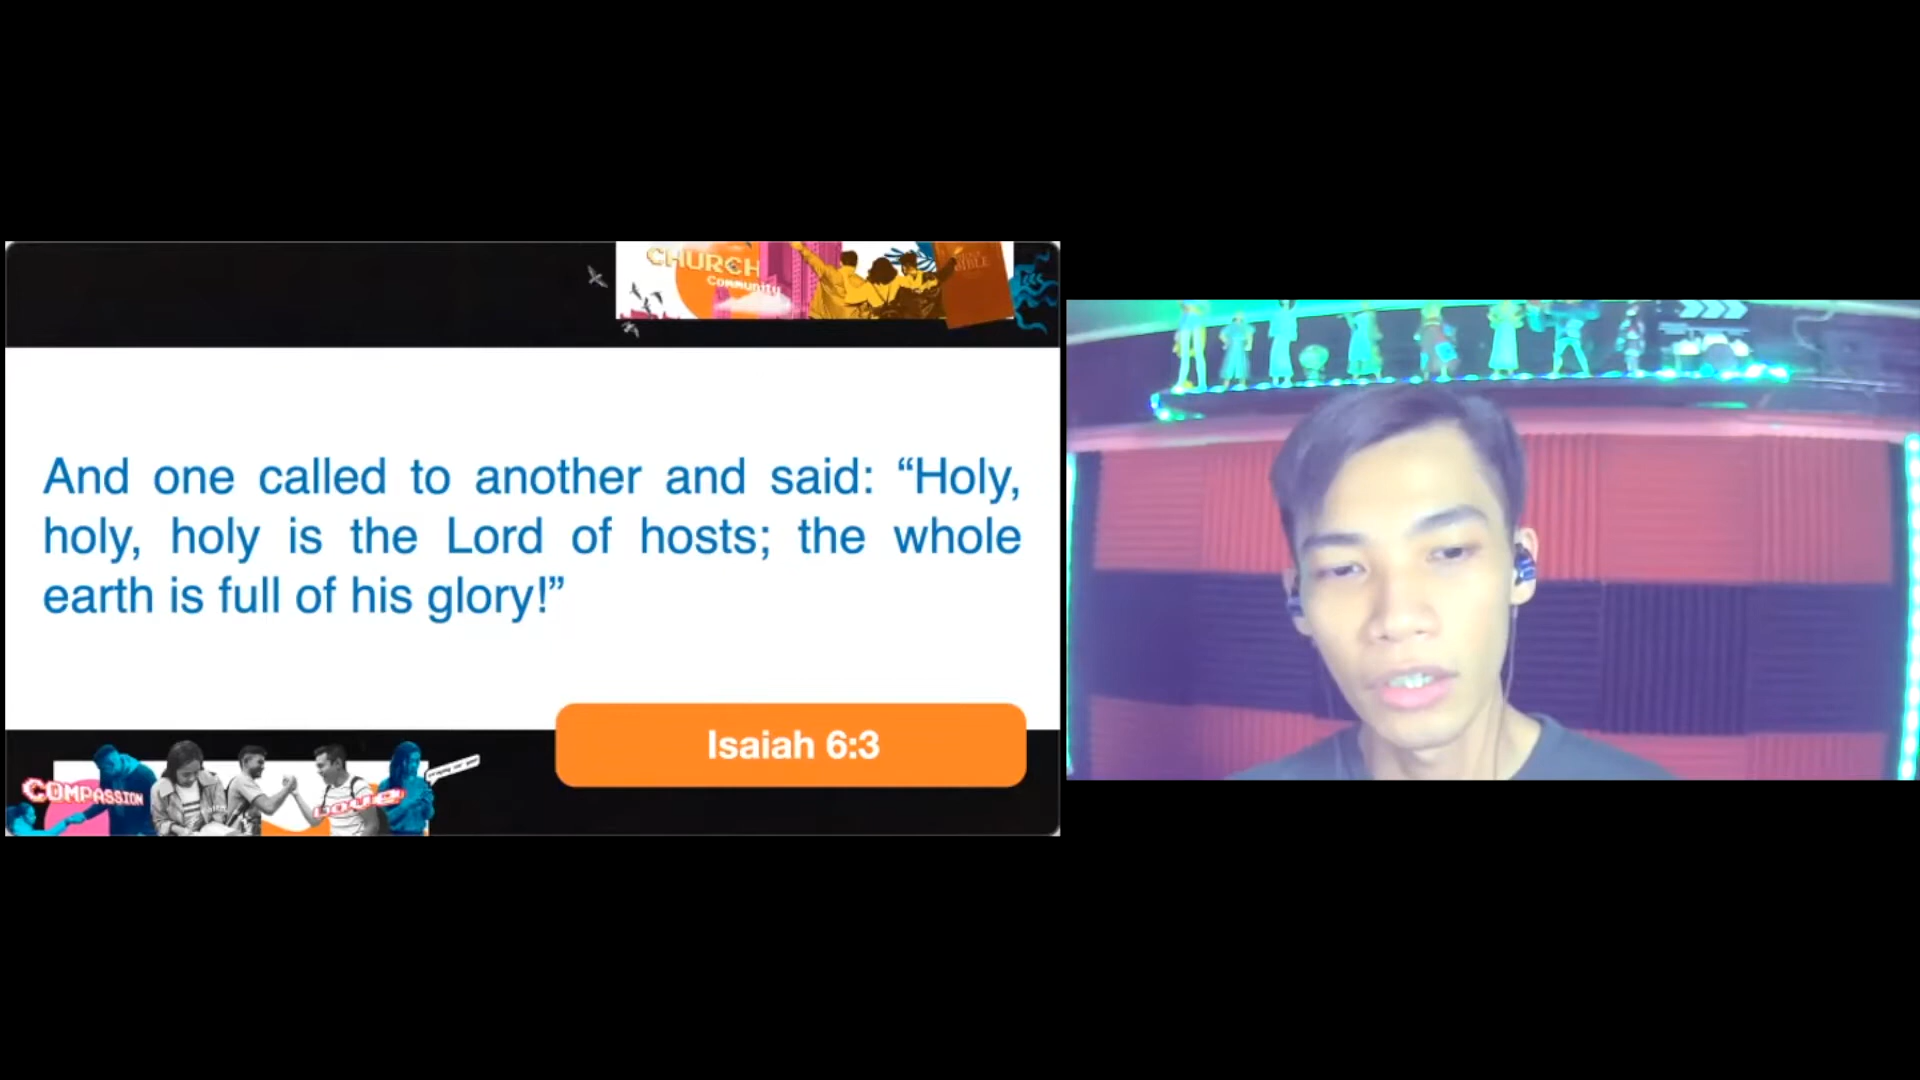 CHURCH
Community
And one called to another and said: “Holy,
holy, holy is the Lord of hosts; the whole
earth is full of his glory!”
Isaiah 6:3
COMPASSION